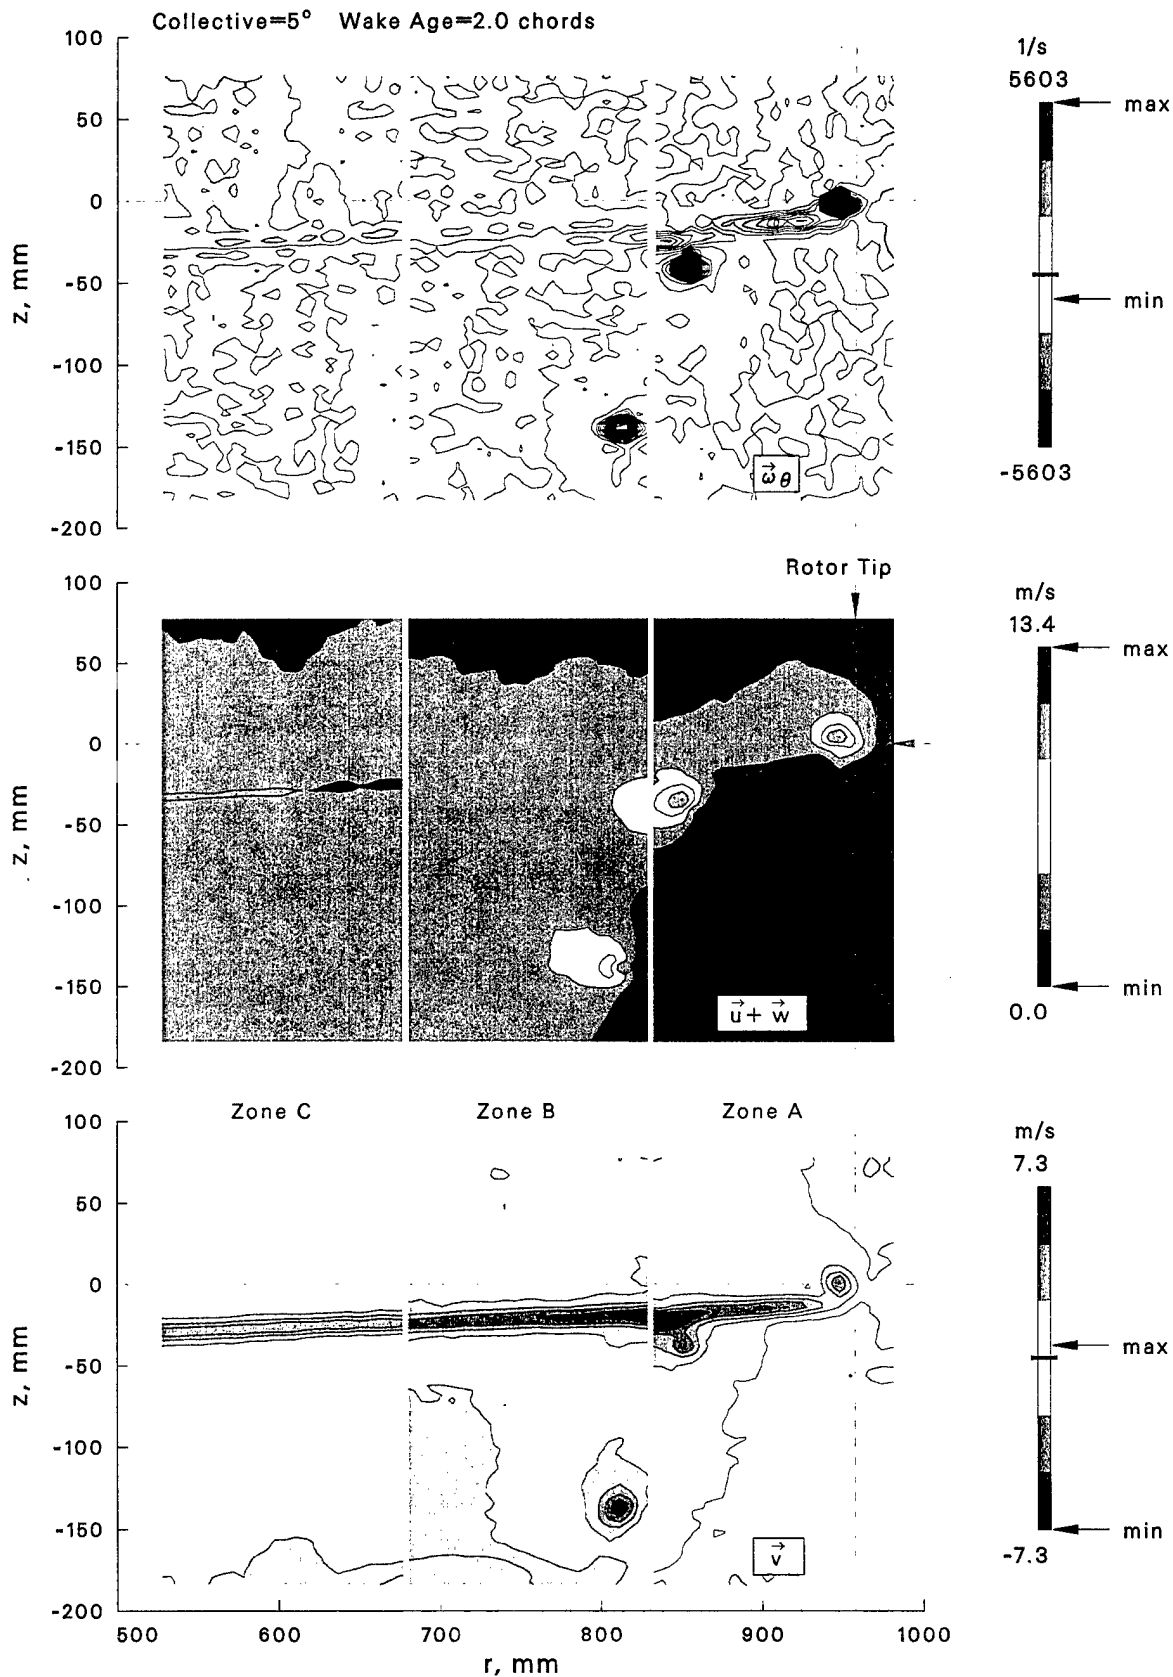 Collective=5° Wake Age=2.0 chords
100
50
0
-50
-100
-150
-200
z, mm
1/s
5603
max
min
-5603
ω⃗θ
Rotor Tip
100
50
0
-50
-100
-150
-200
z, mm
m/s
13.4
max
min
0.0
u⃗+ w⃗
Zone C Zone B Zone A
100
50
0
-50
-100
-150
-200
z, mm
m/s
7.3
max
min
-7.3
v⃗
500 600 700 800 900 1000
r, mm